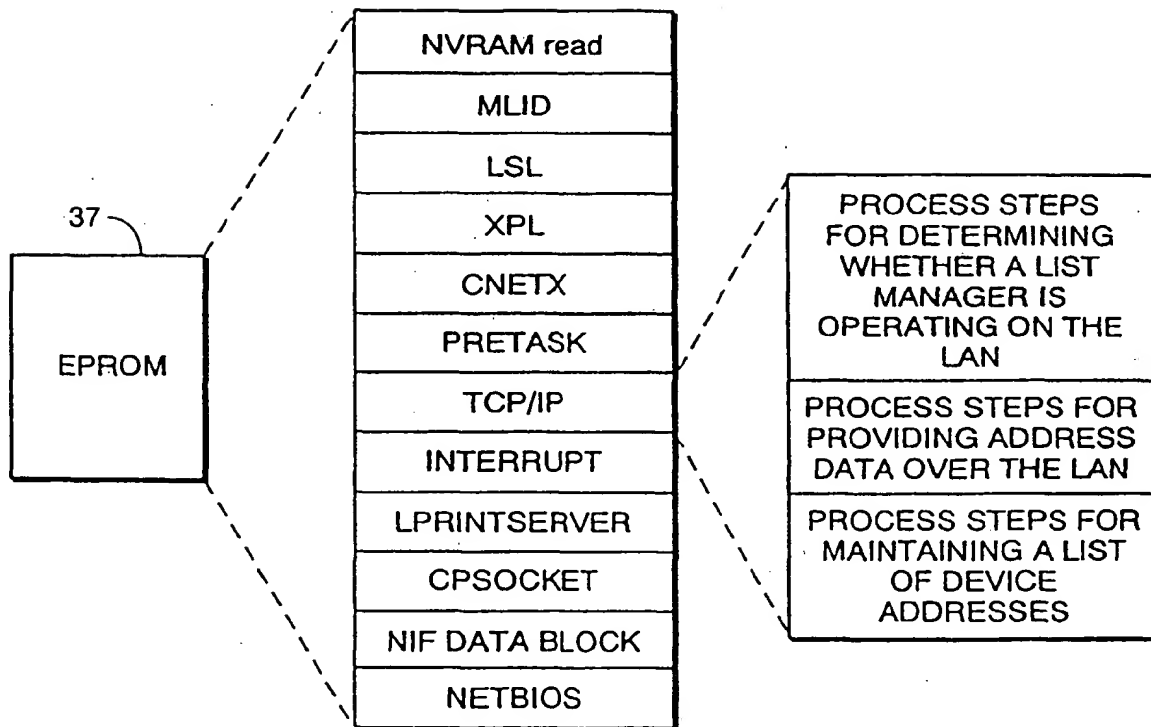 37
EPROM
NVRAM read
MLID
LSL
XPL
CNETX
PRETASK
TCP/IP
INTERRUPT
LPRINTSERVER
CPSOCKET
NIF DATA BLOCK
NETBIOS
PROCESS STEPS
FOR DETERMINING
WHETHER A LIST
MANAGER IS
OPERATING ON THE
LAN
PROCESS STEPS FOR
PROVIDING ADDRESS
DATA OVER THE LAN
PROCESS STEPS FOR
MAINTAINING A LIST
OF DEVICE
ADDRESSES